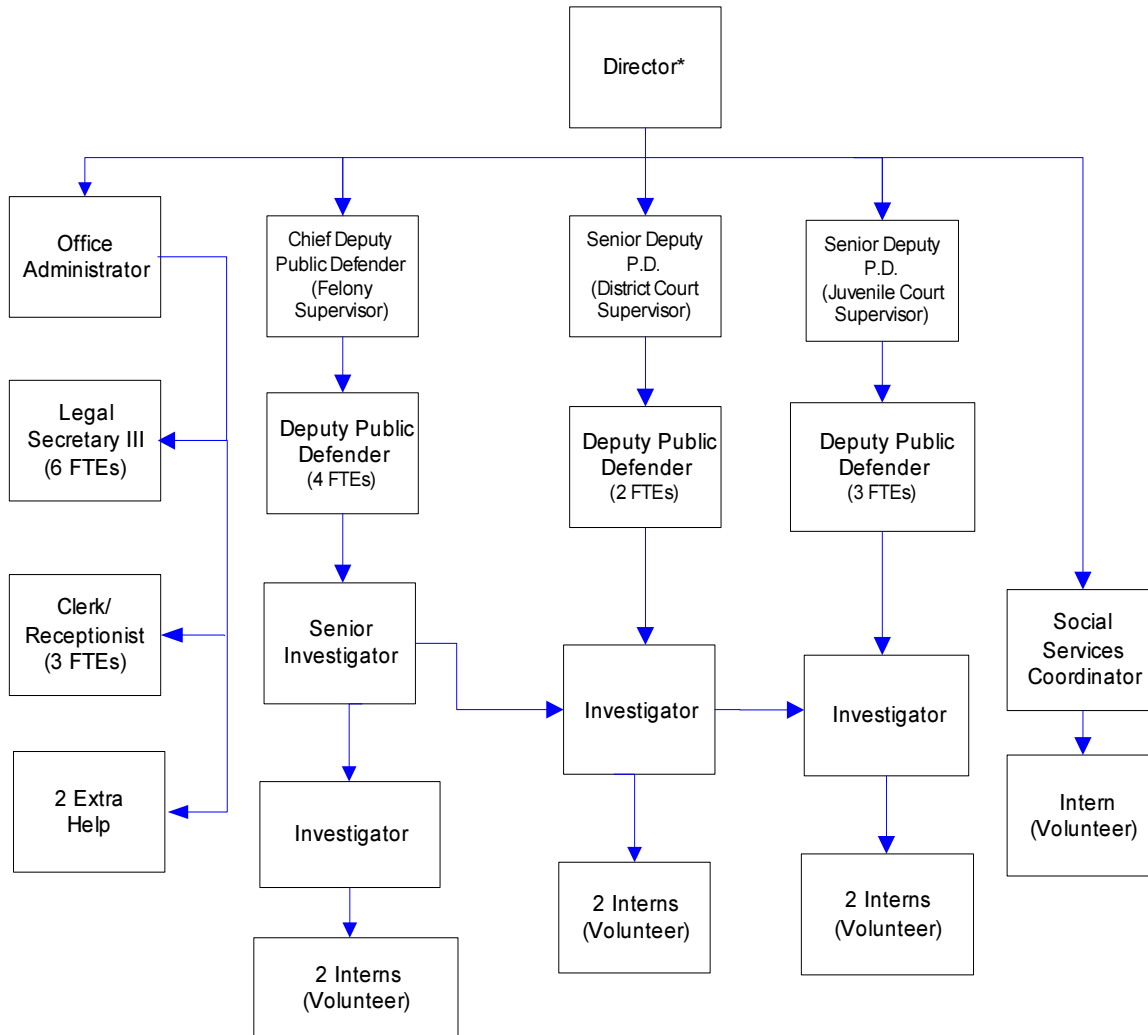 Director*
Office
Administrator
Chief Deputy
Public Defender
(Felony
Supervisor)
Senior Deputy
P.D.
(District Court
Supervisor)
Senior Deputy
P.D.
(Juvenile Court
Supervisor)
Legal
Secretary III
(6 FTEs)
Deputy Public
Defender
(4 FTEs)
Deputy Public
Defender
(2 FTEs)
Deputy Public
Defender
(3 FTEs)
Clerk/
Receptionist
(3 FTEs)
Senior
Investigator
Investigator
Investigator
Social
Services
Coordinator
2 Extra
Help
Investigator
2 Interns
(Volunteer)
2 Interns
(Volunteer)
Intern
(Volunteer)
2 Interns
(Volunteer)